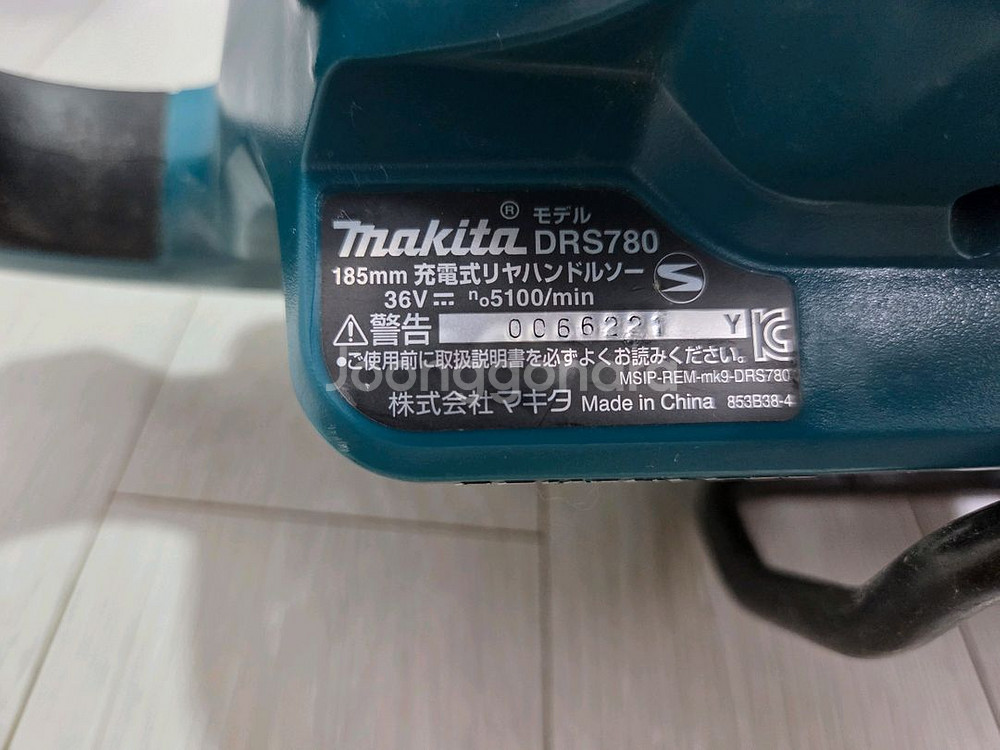 makita® モデル DRS780
185mm 充電式リヤハンドルソー
36V⎓ n₀5100/min
⚠警告 0066221 Y
●ご使用前に取扱説明書を必ずよくお読みください。
MSIP-REM-mk9-DRS780
株式会社マキタ Made in China 853B38-4
Joonggonara